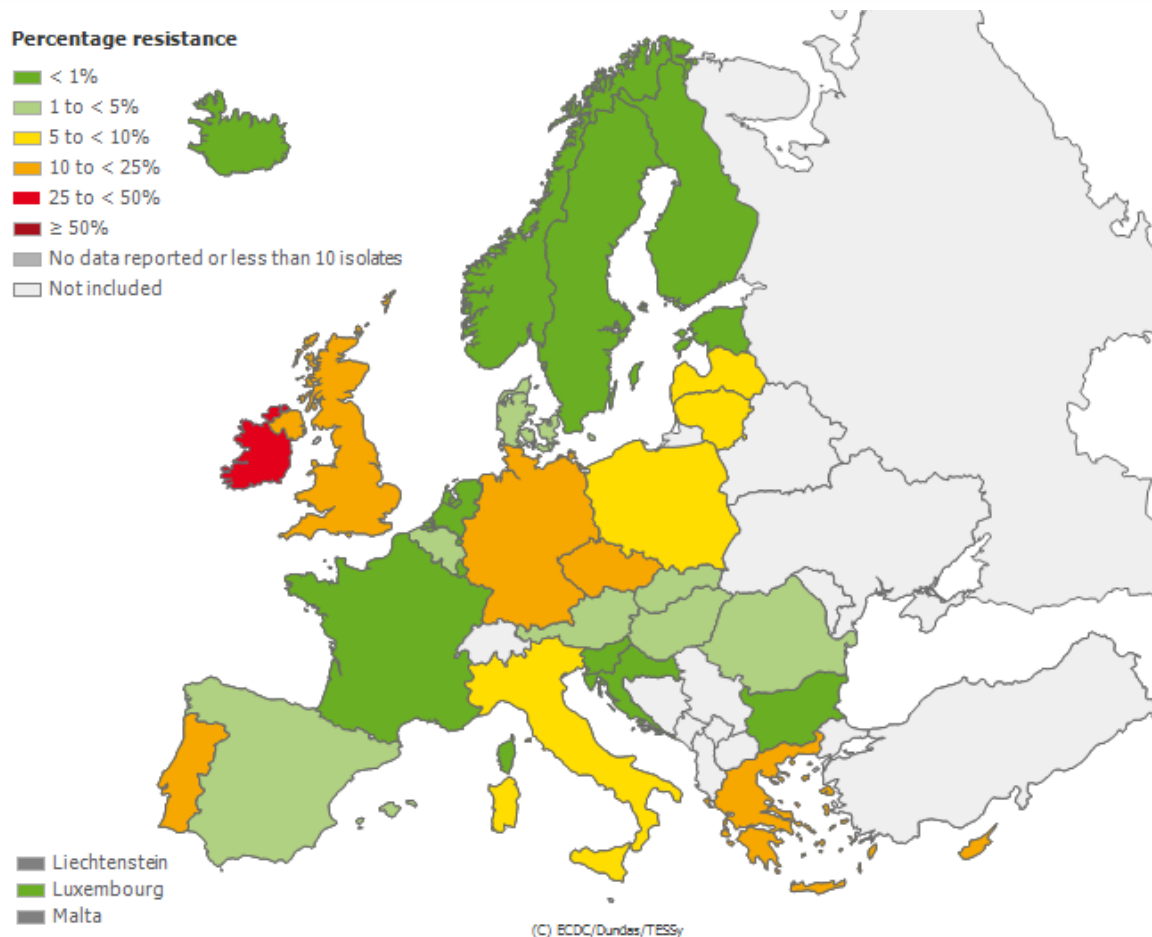 Percentage resistance
< 1%
1 to < 5%
5 to < 10%
10 to < 25%
25 to < 50%
≥ 50%
No data reported or less than 10 isolates
Not included
Liechtenstein
Luxembourg
Malta
(C) ECDC/Dundas/TESSy